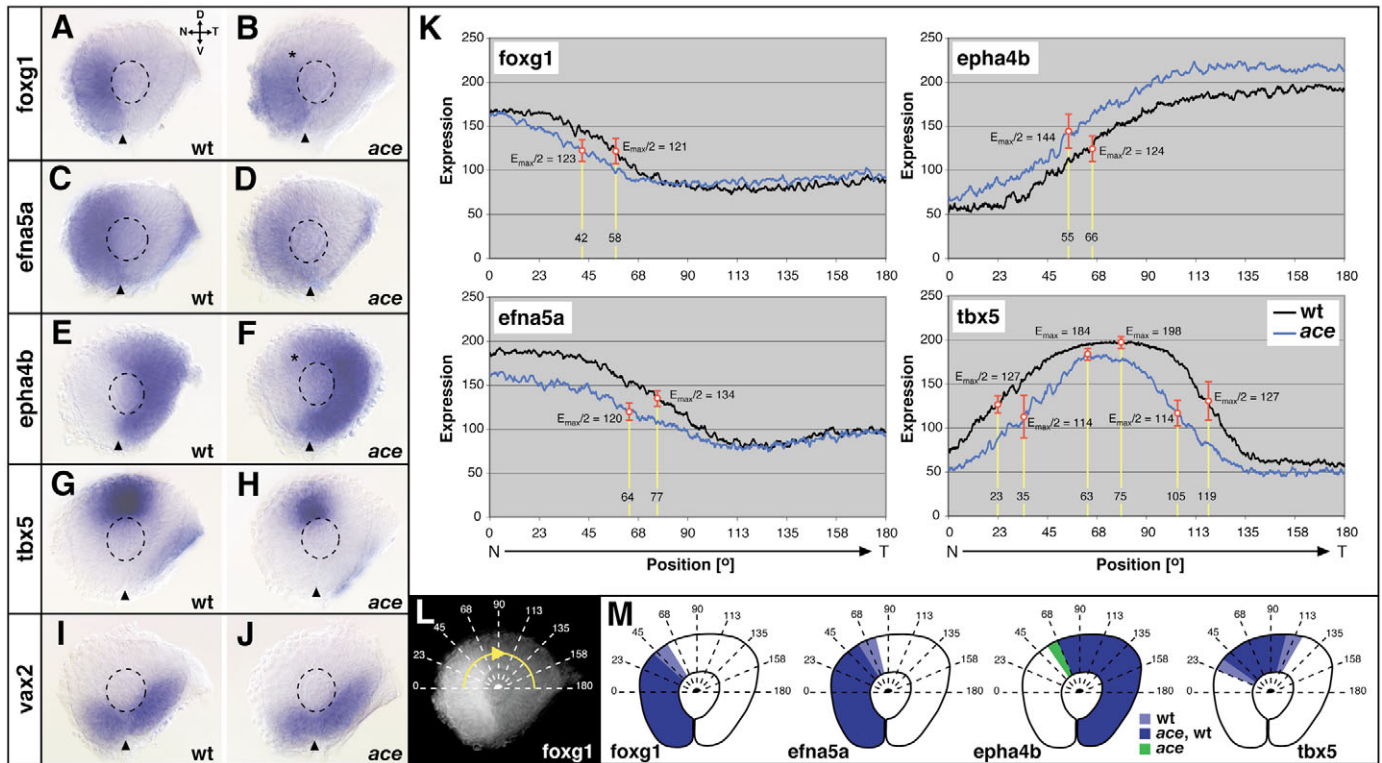 A
D
N T
V
B
*
foxg1
wt
ace
C
D
efna5a
wt
ace
E
F
*
epha4b
wt
ace
G
H
tbx5
wt
ace
I
J
vax2
wt
ace
K
foxg1
Expression
250
200
150
100
50
0
Emax/2 = 123
Emax/2 = 121
42
58
0 23 45 68 90 113 135 158 180
epha4b
Expression
250
200
150
100
50
0
Emax/2 = 144
Emax/2 = 124
55
66
0 23 45 68 90 113 135 158 180
efna5a
Expression
250
200
150
100
50
0
Emax/2 = 134
Emax/2 = 120
64
77
0 23 45 68 90 113 135 158 180
N T
Position [º]
tbx5
wt
ace
Expression
250
200
150
100
50
0
Emax = 184
Emax = 198
Emax/2 = 127
Emax/2 = 114
Emax/2 = 114
Emax/2 = 127
23
35
63
75
105
119
0 23 45 68 90 113 135 158 180
N T
Position [º]
L
0 23 45 68 90 113 135 158 180
foxg1
M
0 23 45 68 90 113 135 158 180
foxg1
0 23 45 68 90 113 135 158 180
efna5a
0 23 45 68 90 113 135 158 180
epha4b
0 23 45 68 90 113 135 158 180
tbx5
wt
ace, wt
ace